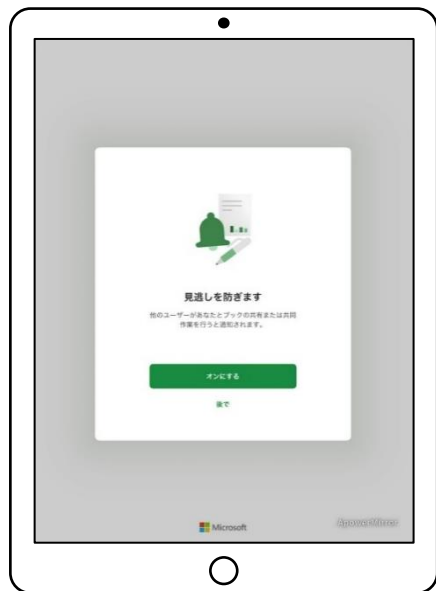 見逃しを防ぎます
他のユーザーがあなたとブックの共有または共同
作業を行うと通知されます。
オンにする
後で
Microsoft
ApowerMirror